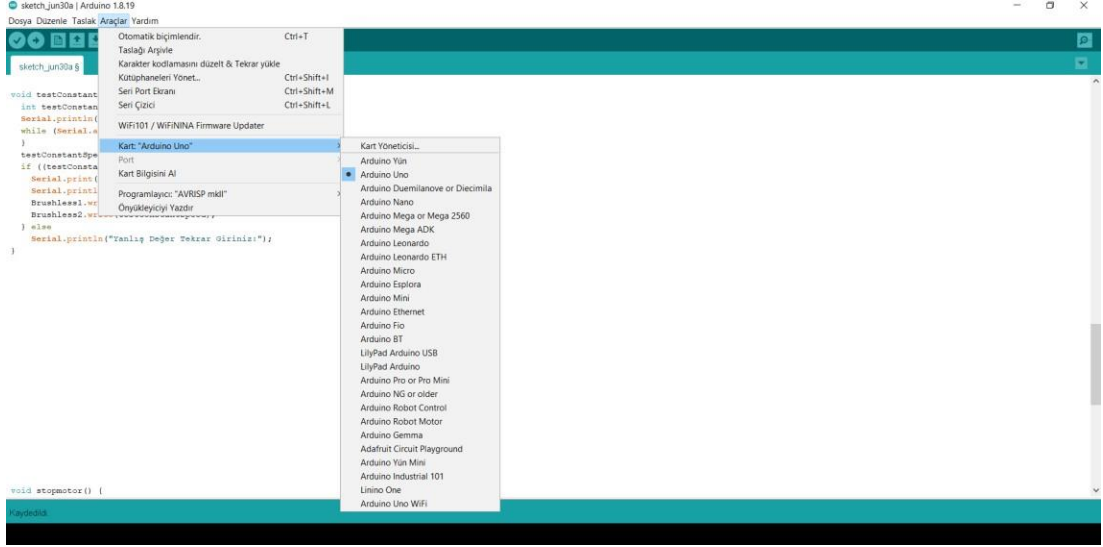 sketch_jun30a | Arduino 1.8.19
Dosya Düzenle Taslak Araçlar Yardım
sketch_jun30a §
Otomatik biçimlendir. Ctrl+T
Taslağı Arşivle
Karakter kodlamasını düzelt & Tekrar yükle
Kütüphaneleri Yönet... Ctrl+Shift+I
Seri Port Ekranı Ctrl+Shift+M
Seri Çizici Ctrl+Shift+L
WiFi101 / WiFiNINA Firmware Updater
Kart: "Arduino Uno"
Port
Kart Bilgisini Al
Programlayıcı: "AVRISP mkII"
Önyükleyiciyi Yazdır
Kart Yöneticisi...
Arduino Yún
Arduino Uno
Arduino Duemilanove or Diecimila
Arduino Nano
Arduino Mega or Mega 2560
Arduino Mega ADK
Arduino Leonardo
Arduino Leonardo ETH
Arduino Micro
Arduino Esplora
Arduino Mini
Arduino Ethernet
Arduino Fio
Arduino BT
LilyPad Arduino USB
LilyPad Arduino
Arduino Pro or Pro Mini
Arduino NG or older
Arduino Robot Control
Arduino Robot Motor
Arduino Gemma
Adafruit Circuit Playground
Arduino Yún Mini
Arduino Industrial 101
Linino One
Arduino Uno WiFi
void testConstant
int testConstan
Serial.println(
while (Serial.a
}
testConstantSpe
if ((testConsta
Serial.print(
Serial.printl
Brushless1.wr
Brushless2.
} else
Serial.println("Yanlış Değer Tekrar Giriniz:");
}
void stopmotor() {
Kaydedildi.